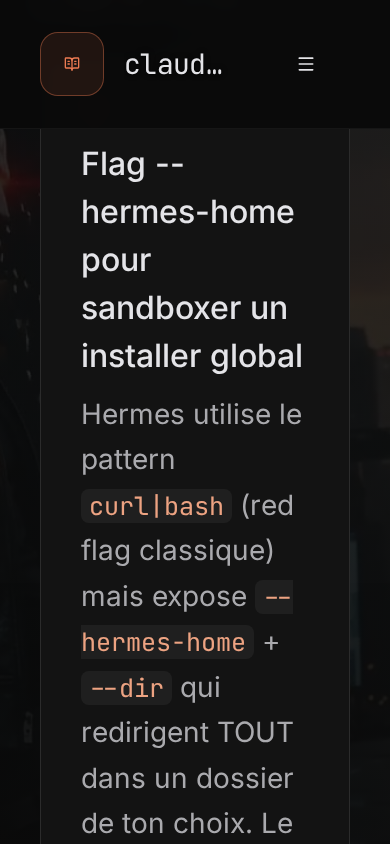 claud…
Flag --
hermes-home
pour
sandboxer un
installer global
Hermes utilise le
pattern
curl|bash (red
flag classique)
mais expose --
hermes-home +
--dir qui
redirigent TOUT
dans un dossier
de ton choix. Le